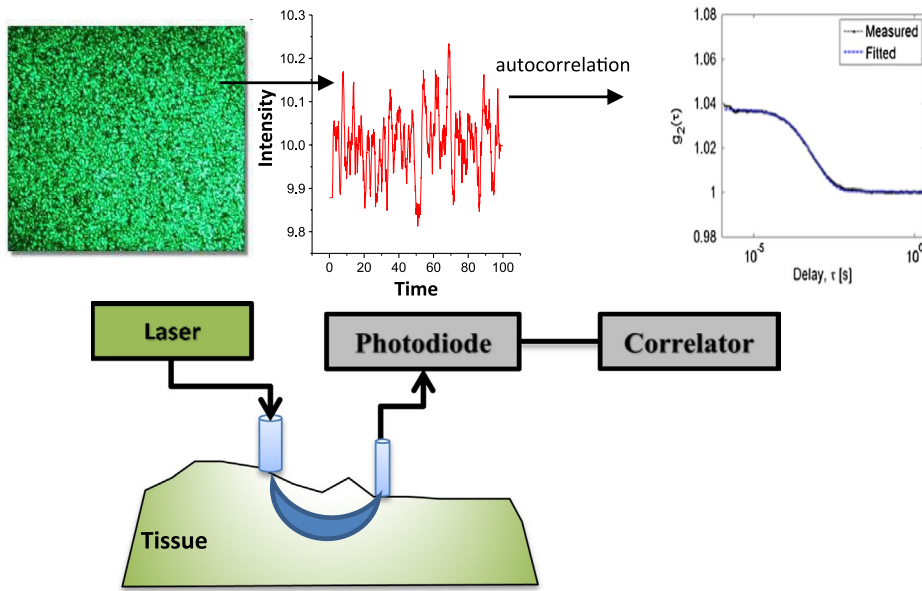 10.3
10.2
10.1
10.0
9.9
9.8
Intensity
0 20 40 60 80 100
Time
autocorrelation
1.08
1.06
1.04
1.02
1
0.98
g₂(τ)
Measured
Fitted
10⁻⁵ 10⁰
Delay, τ [s]
Laser
Photodiode
Correlator
Tissue